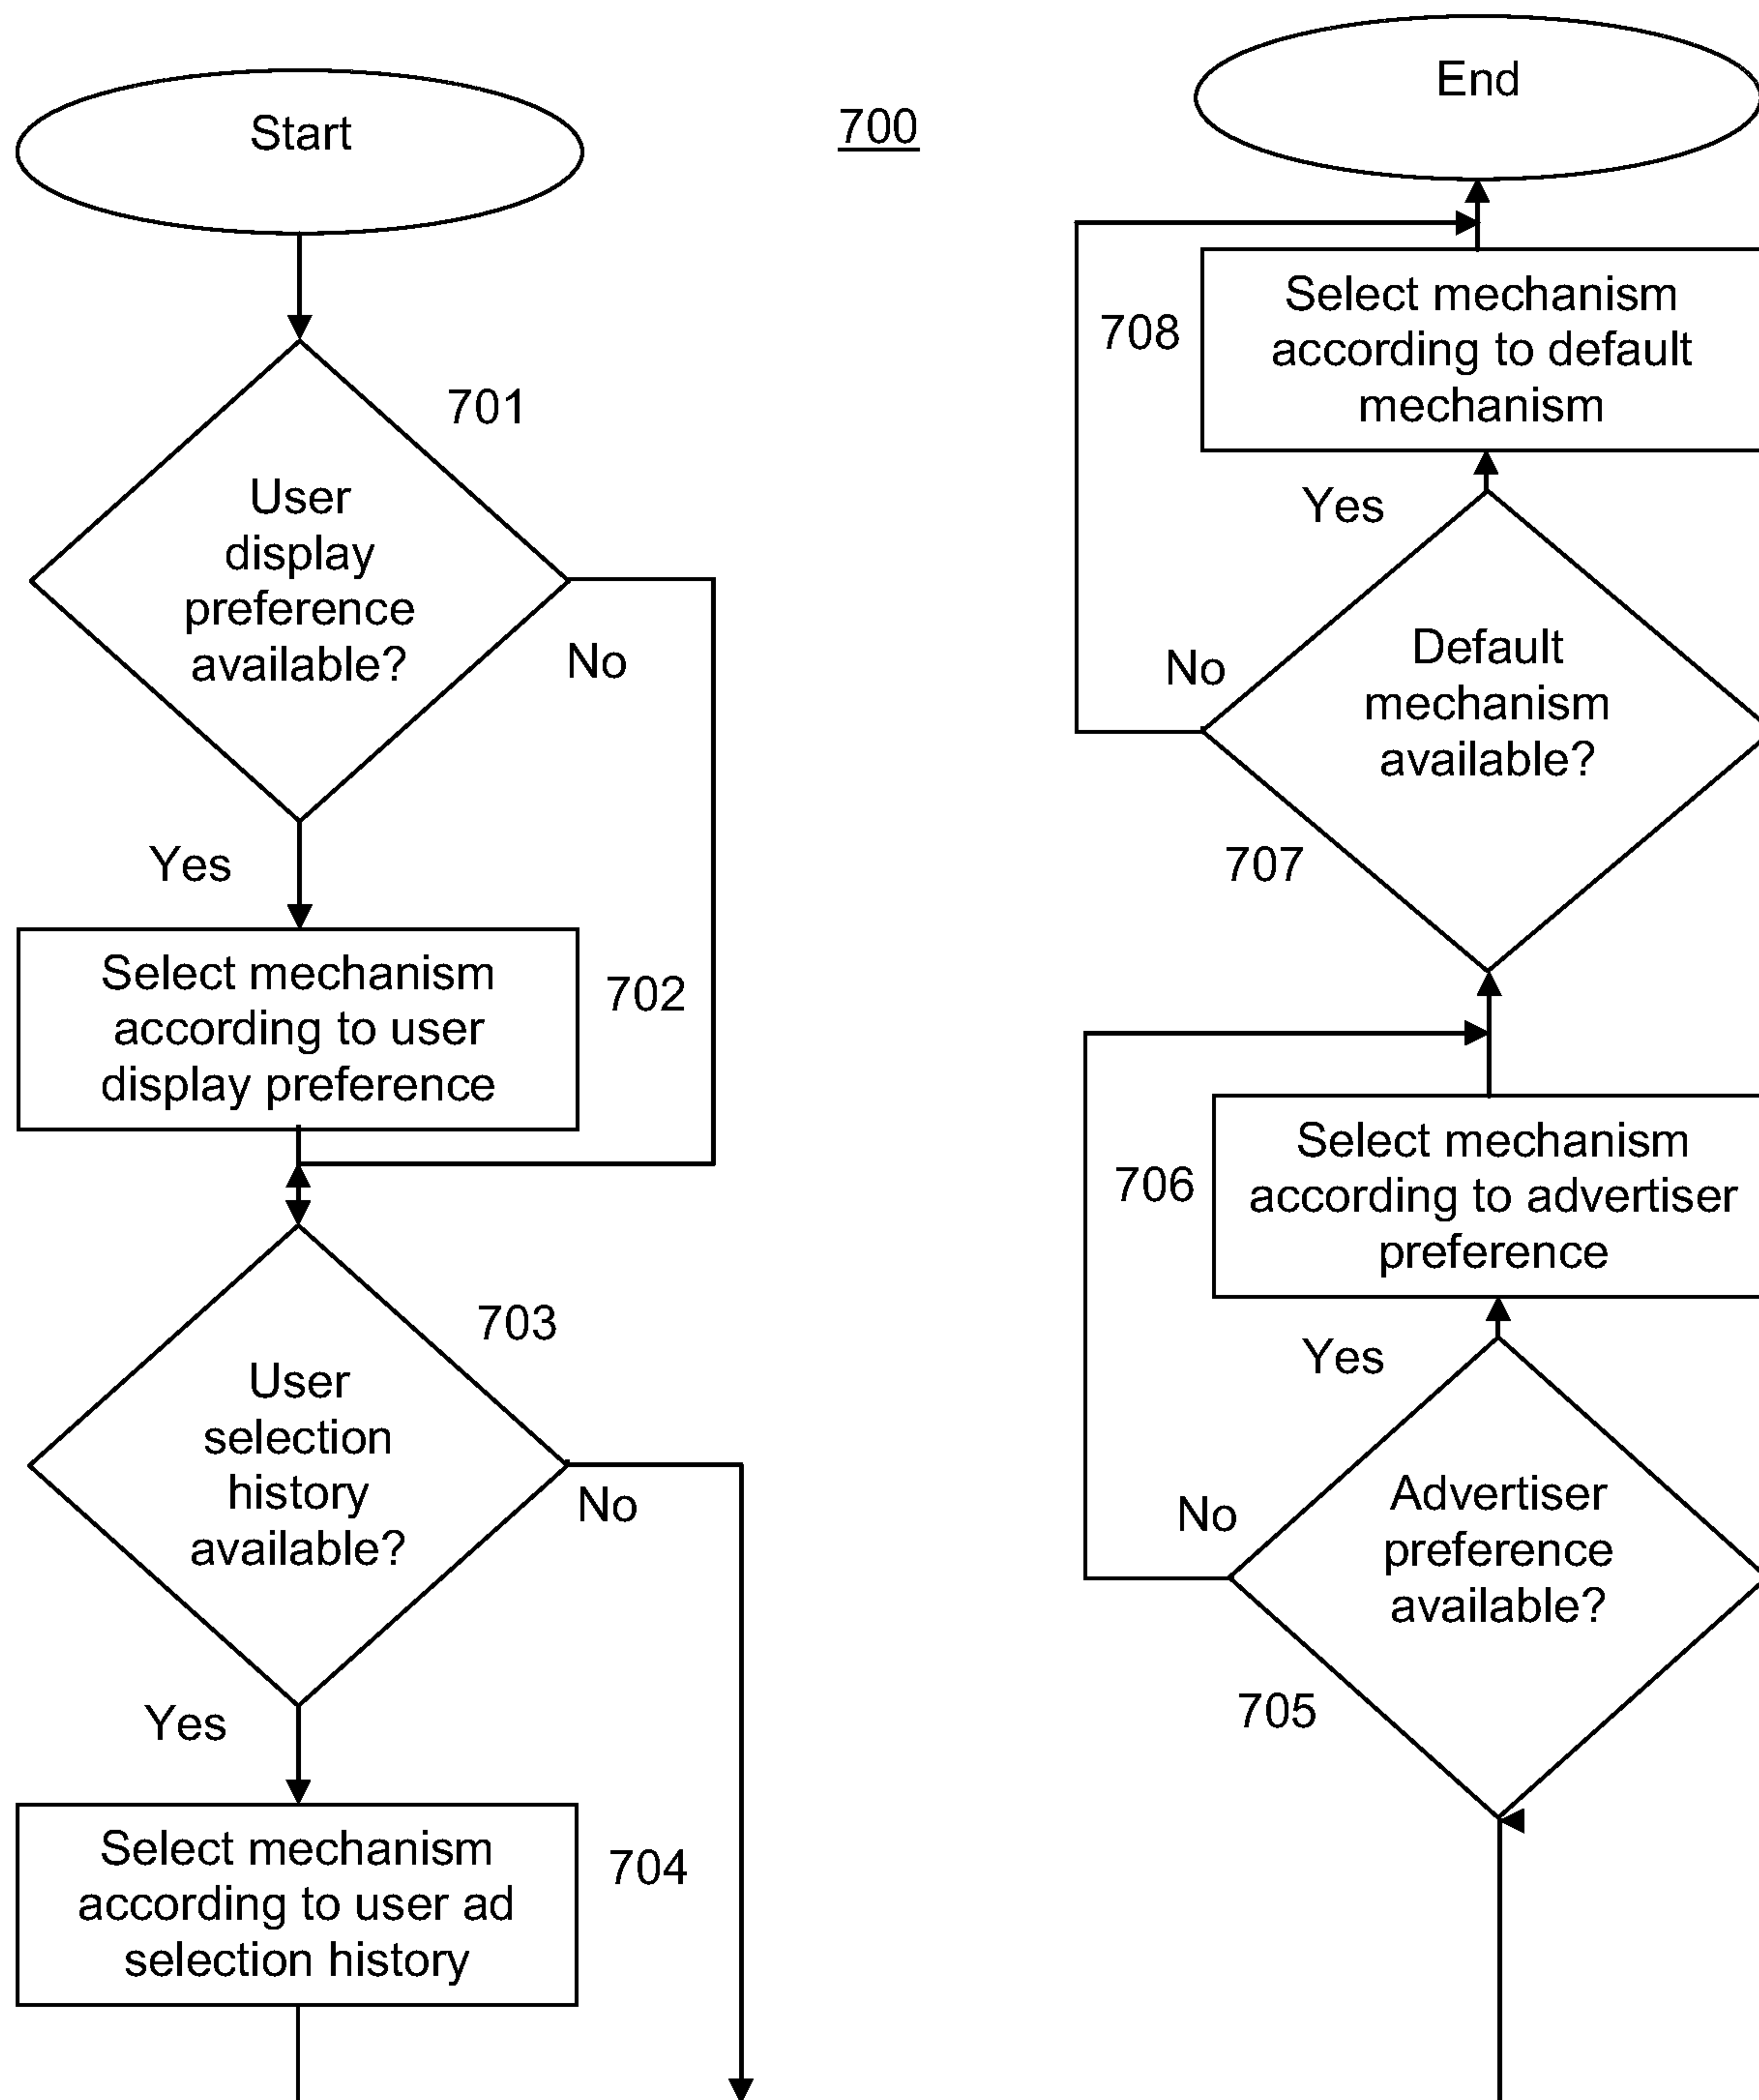 700
Start
701
User
display
preference
available?
No
Yes
Select mechanism
according to user
display preference
702
703
User
selection
history
available?
No
Yes
Select mechanism
according to user ad
selection history
704
End
708
Select mechanism
according to default
mechanism
Yes
No
Default
mechanism
available?
707
706
Select mechanism
according to advertiser
preference
Yes
No
Advertiser
preference
available?
705